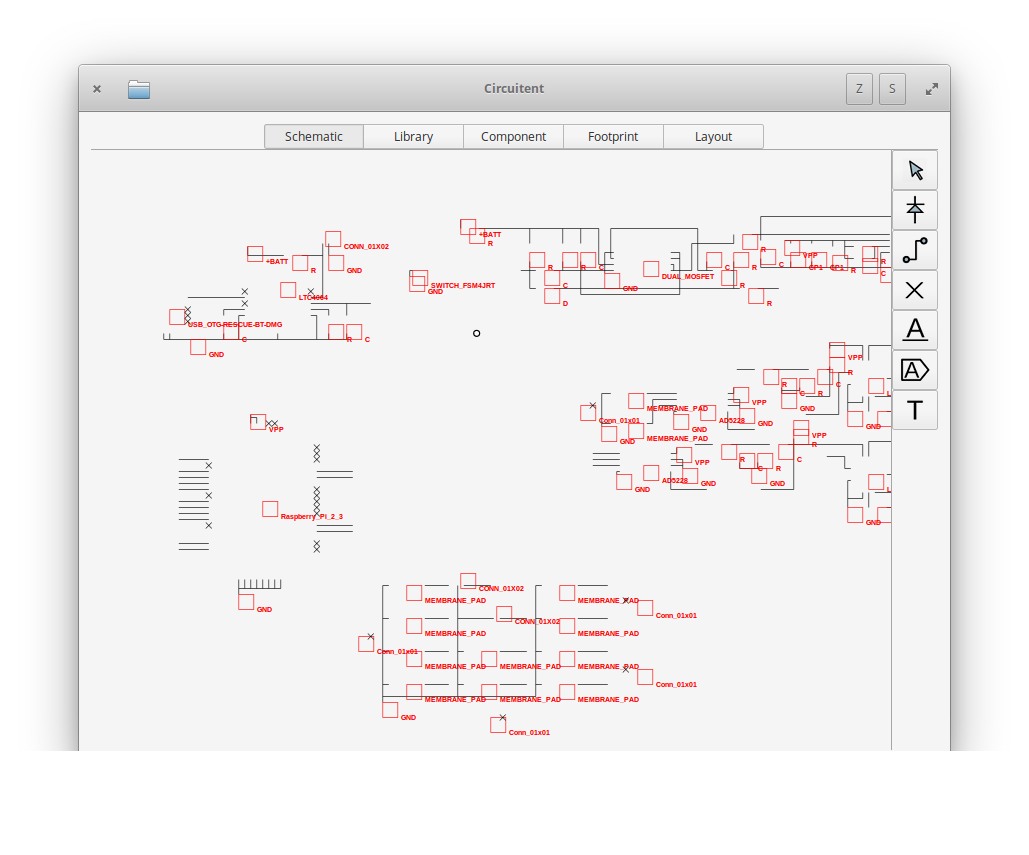 Circuitent
Z S
Schematic Library Component Footprint Layout
+BATT
R
CONN_01X02
+BATT
R
GND
VPP
CP1
CP1
R
R
C
R
R
C
C
R
C
DUAL_MOSFET
R
SWITCH_FSM4JRT
GND
GND
C
D
R
LTC4064
USB_OTG-RESCUE-BT-DMG
C
R
C
GND
VPP
R
R
C
R
C
L
VPP
MEMBRANE_PAD
GND
Conn_01x01
GND
AD5228
GND
GND
VPP
VPP
GND
MEMBRANE_PAD
R
VPP
R
C
R
C
AD5228
GND
GND
GND
L
Raspberry_Pi_2_3
GND
CONN_01X02
MEMBRANE_PAD
MEMBRANE_PAD
GND
Conn_01x01
CONN_01X02
MEMBRANE_PAD
MEMBRANE_PAD
Conn_01x01
MEMBRANE_PAD
MEMBRANE_PAD
MEMBRANE_PAD
Conn_01x01
MEMBRANE_PAD
MEMBRANE_PAD
MEMBRANE_PAD
GND
Conn_01x01
A
A
T